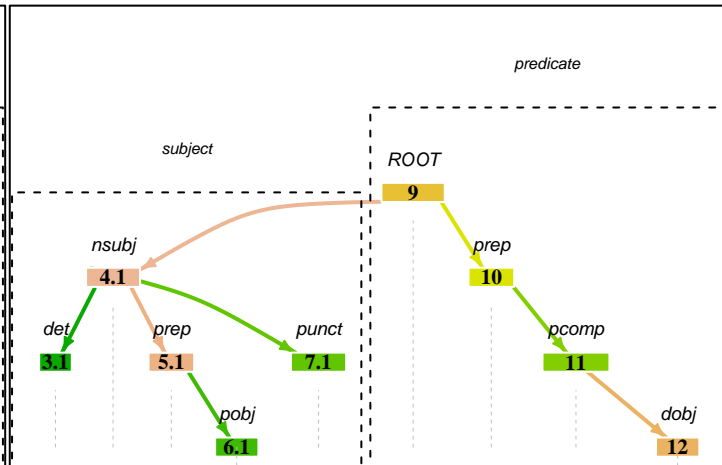 predicate
subject
ROOT
9
nsubj
prep
4.1
10
det
prep
punct
pcomp
3.1
5.1
7.1
11
pobj
dobj
6.1
12